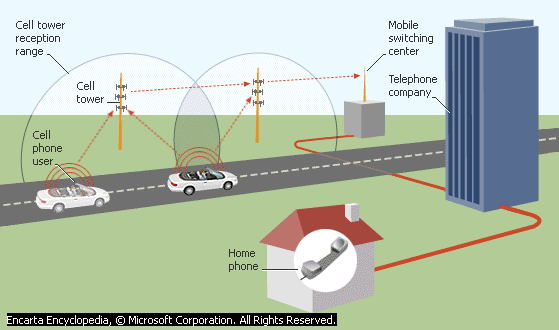 Cell tower
reception
range
Mobile
switching
center
Cell
tower
Telephone
company
Cell
phone
user
Home
phone
Encarta Encyclopedia, © Microsoft Corporation. All Rights Reserved.